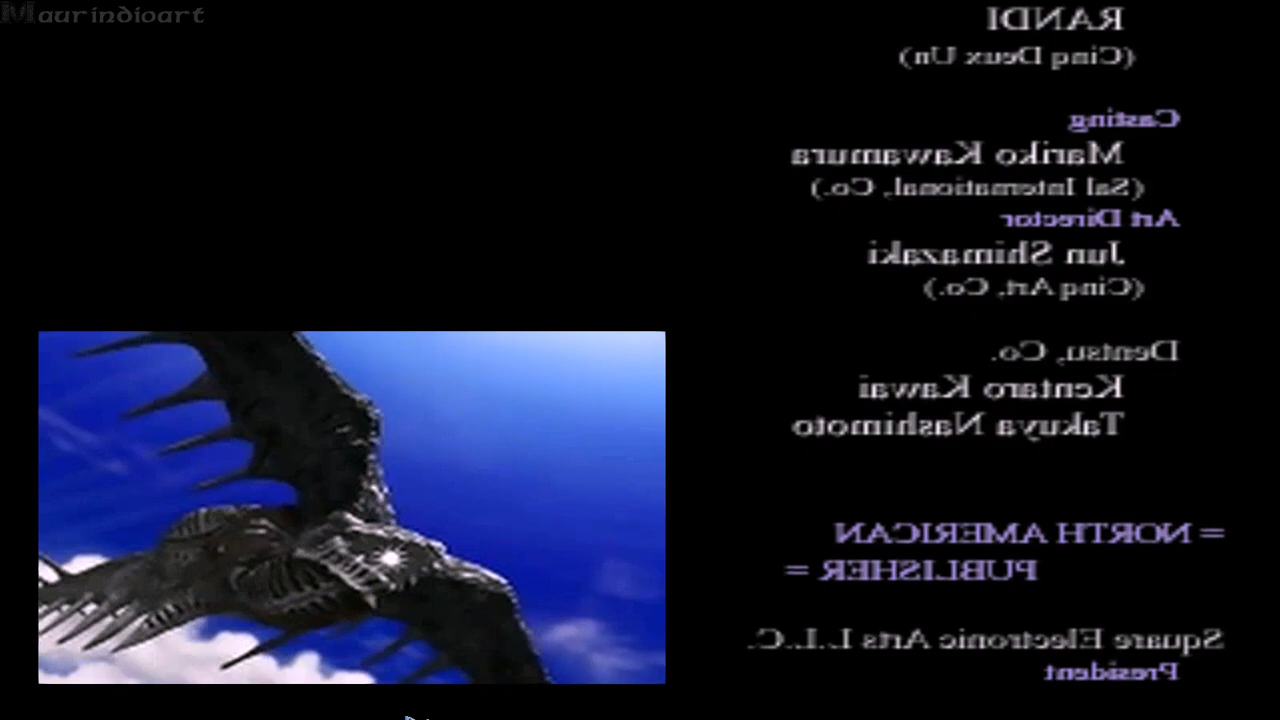 Maurindioart
RANDI
(Cinq Deux Un)
Casting
Mariko Kawamura
(Sal International, Co.)
Art Director
Jun Shimazaki
(Cinq Art, Co.)
Dentsu, Co.
Kentaro Kawai
Takuya Nashimoto
= NORTH AMERICAN
PUBLISHER =
Square Electronic Arts L.L.C.
President